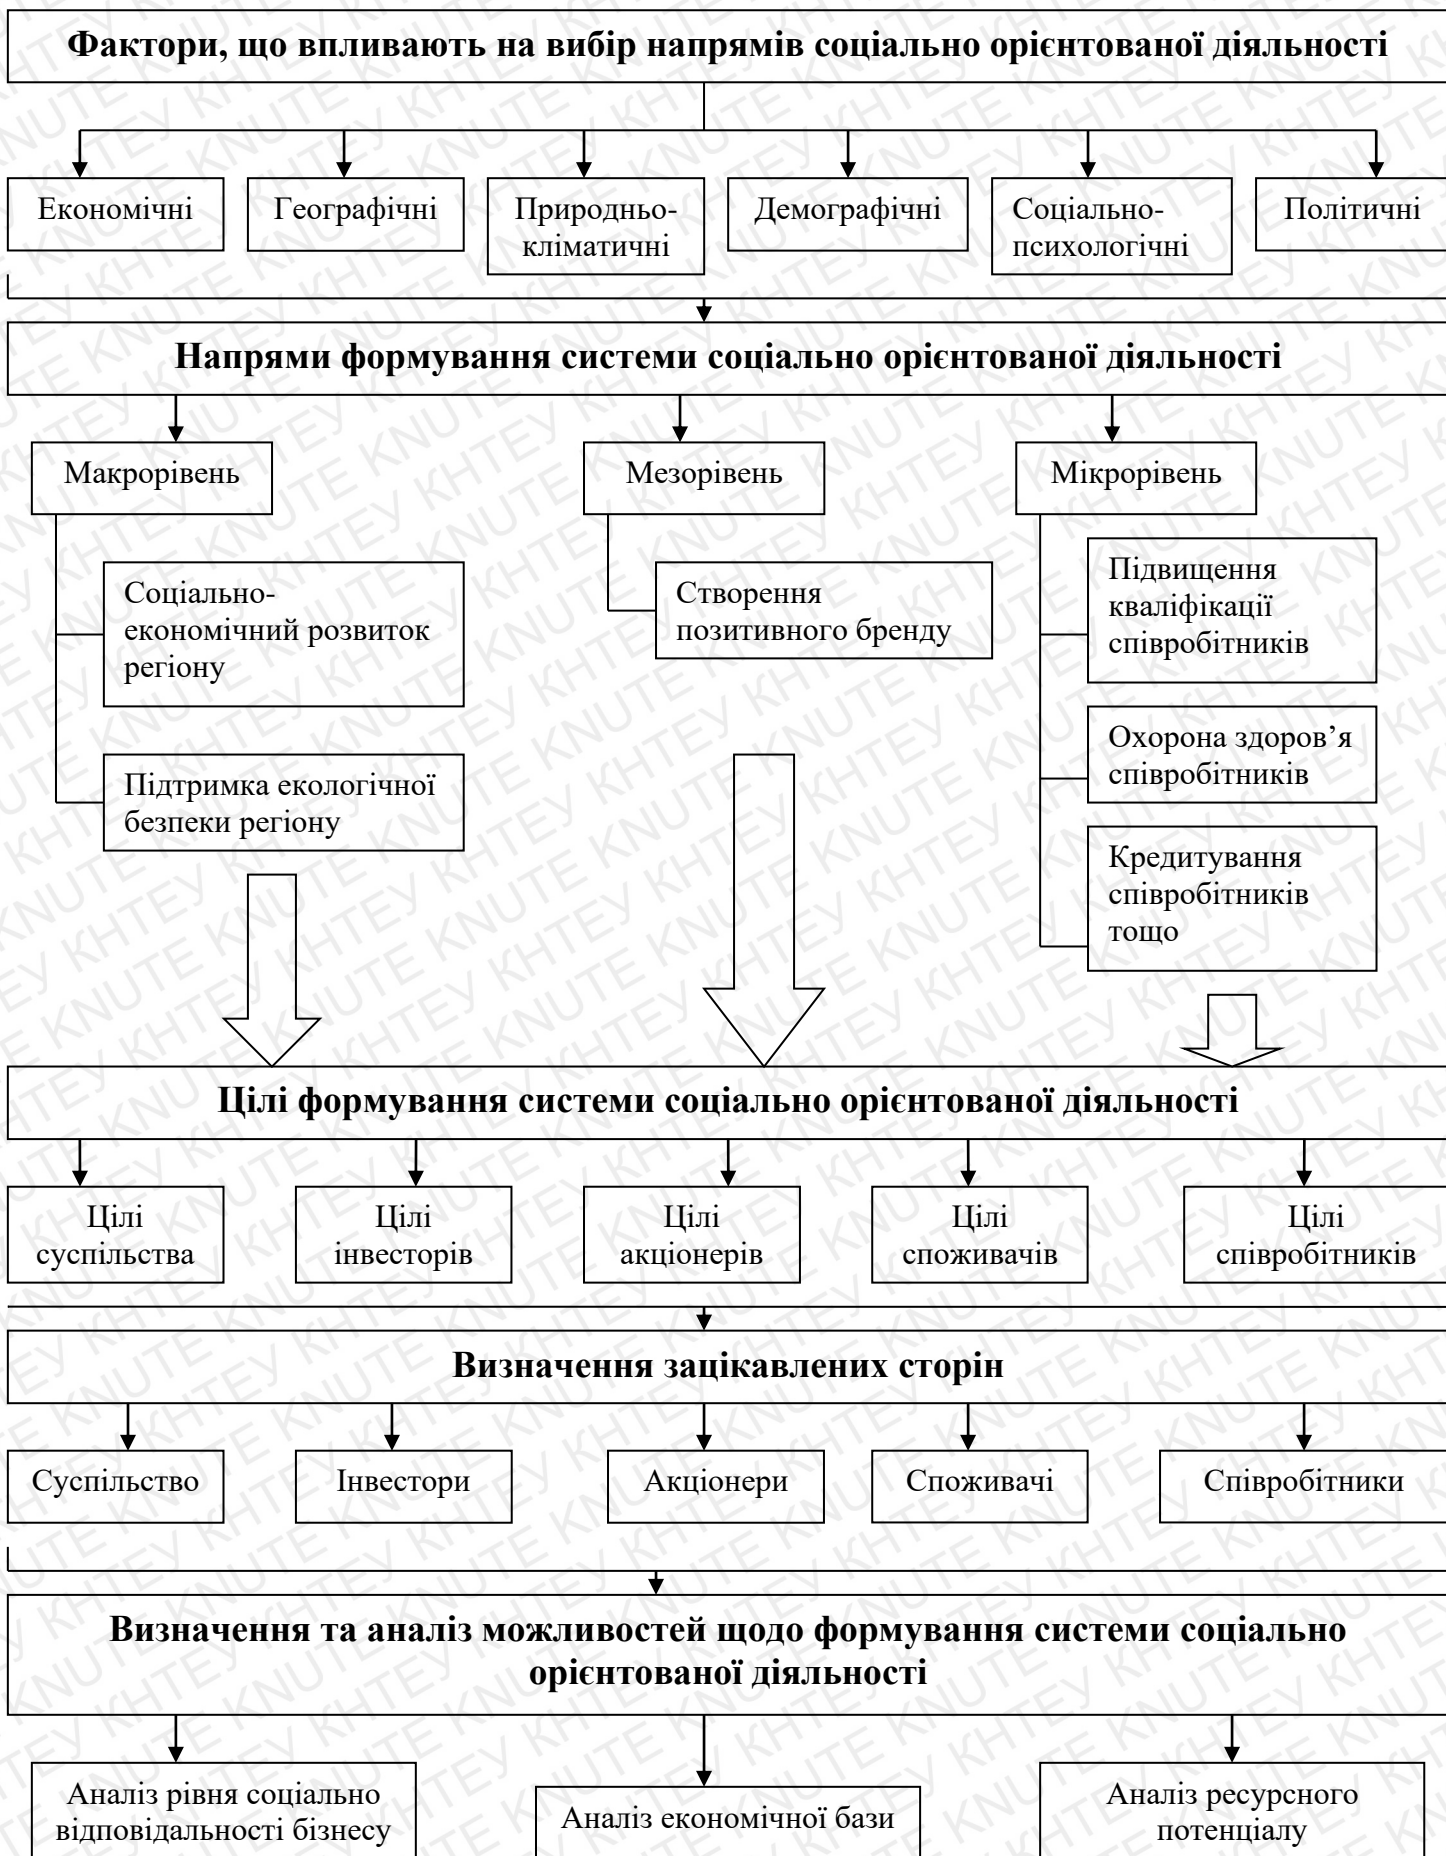 Фактори, що впливають на вибір напрямів соціально орієнтованої діяльності
Економічні
Географічні
Природньо-
кліматичні
Демографічні
Соціально-
психологічні
Політичні
Напрями формування системи соціально орієнтованої діяльності
Макрорівень
Мезорівень
Мікрорівень
Соціально-
економічний розвиток
регіону
Підтримка екологічної
безпеки регіону
Створення
позитивного бренду
Підвищення
кваліфікації
співробітників
Охорона здоров’я
співробітників
Кредитування
співробітників
тощо
Цілі формування системи соціально орієнтованої діяльності
Цілі
суспільства
Цілі
інвесторів
Цілі
акціонерів
Цілі
споживачів
Цілі
співробітників
Визначення зацікавлених сторін
Суспільство
Інвестори
Акціонери
Споживачі
Співробітники
Визначення та аналіз можливостей щодо формування системи соціально
орієнтованої діяльності
Аналіз рівня соціально
відповідальності бізнесу
Аналіз економічної бази
Аналіз ресурсного
потенціалу